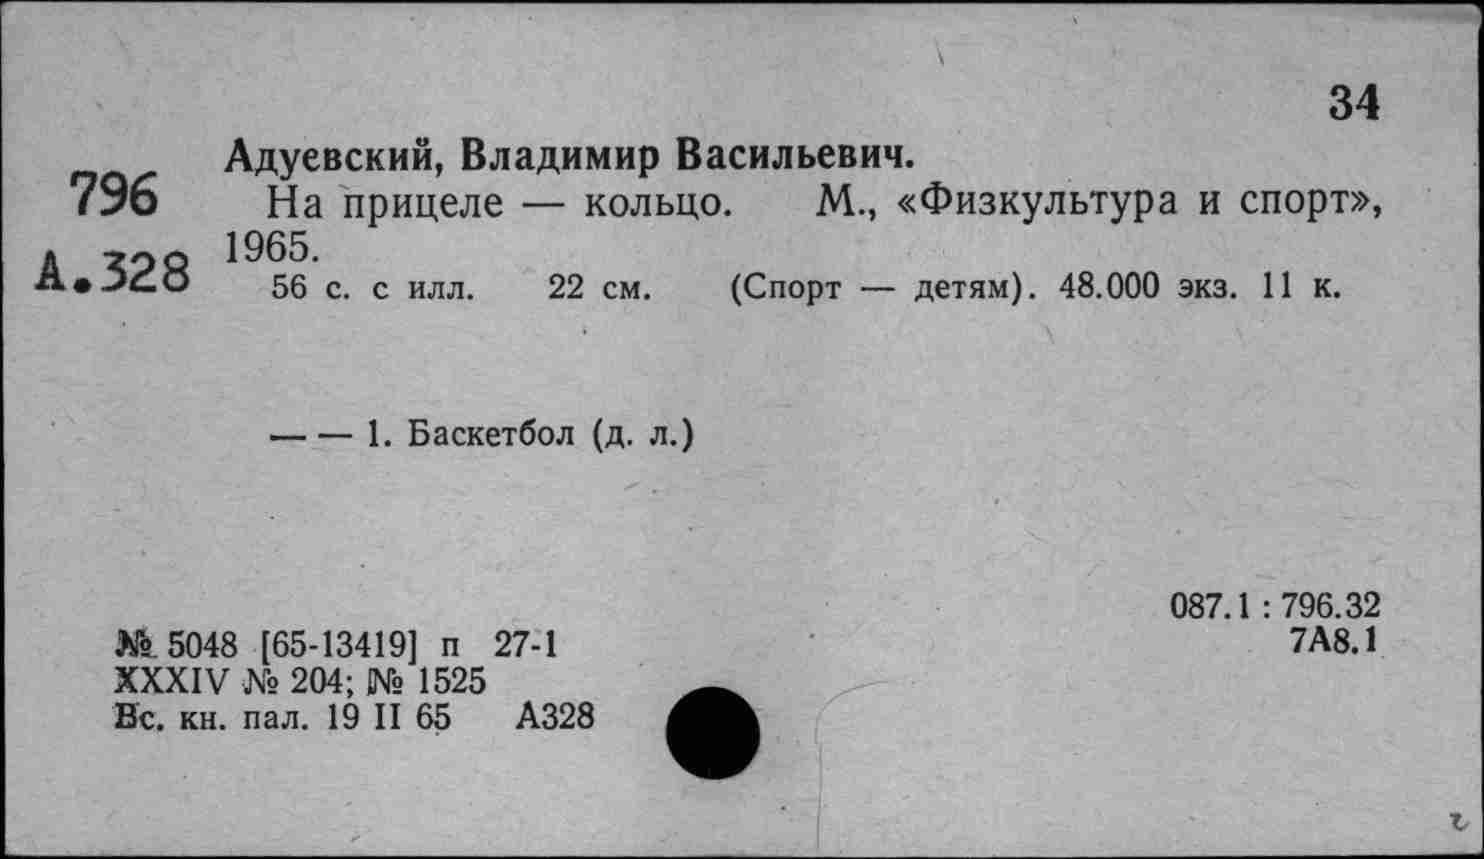 34
Адуевский, Владимир Васильевич.
796
На прицеле — кольцо. М., «Физкультура и спорт»,
1965.
А.328
56 с. с илл. 22 см. (Спорт — детям). 48.000 экз. 11 к.
— — 1. Баскетбол (д. л.)
087.1 : 796.32
7А8.1
№ 5048 [65-13419] п 27-1
XXXIV № 204; № 1525
Вс. кн. пал. 19 II 65 А328